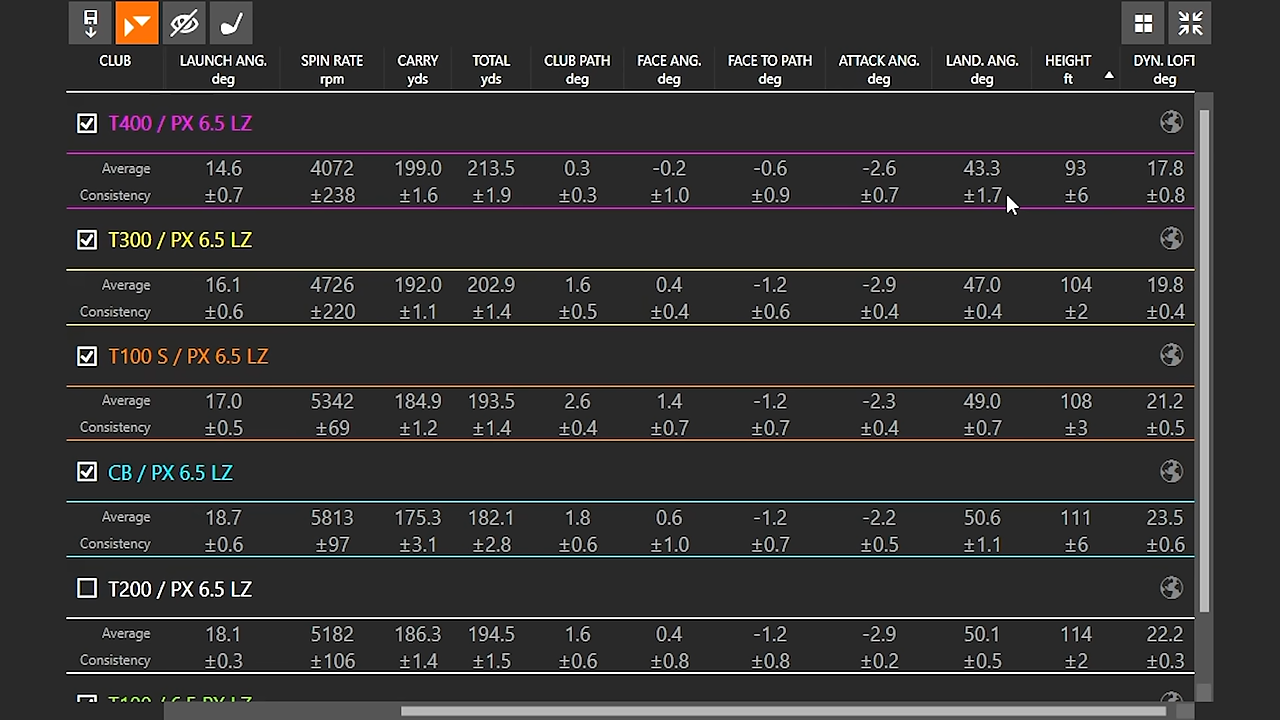 CLUB LAUNCH ANG. SPIN RATE CARRY TOTAL CLUB PATH FACE ANG. FACE TO PATH ATTACK ANG. LAND. ANG. HEIGHT DYN. LOFT
deg rpm yds yds deg deg deg deg deg ft deg
T400 / PX 6.5 LZ
Average 14.6 4072 199.0 213.5 0.3 -0.2 -0.6 -2.6 43.3 93 17.8
Consistency ±0.7 ±238 ±1.6 ±1.9 ±0.3 ±1.0 ±0.9 ±0.7 ±1.7 ±6 ±0.8
T300 / PX 6.5 LZ
Average 16.1 4726 192.0 202.9 1.6 0.4 -1.2 -2.9 47.0 104 19.8
Consistency ±0.6 ±220 ±1.1 ±1.4 ±0.5 ±0.4 ±0.6 ±0.4 ±0.4 ±2 ±0.4
T100 S / PX 6.5 LZ
Average 17.0 5342 184.9 193.5 2.6 1.4 -1.2 -2.3 49.0 108 21.2
Consistency ±0.5 ±69 ±1.2 ±1.4 ±0.4 ±0.7 ±0.7 ±0.4 ±0.7 ±3 ±0.5
CB / PX 6.5 LZ
Average 18.7 5813 175.3 182.1 1.8 0.6 -1.2 -2.2 50.6 111 23.5
Consistency ±0.6 ±97 ±3.1 ±2.8 ±0.6 ±1.0 ±0.7 ±0.5 ±1.1 ±6 ±0.6
T200 / PX 6.5 LZ
Average 18.1 5182 186.3 194.5 1.6 0.4 -1.2 -2.9 50.1 114 22.2
Consistency ±0.3 ±106 ±1.4 ±1.5 ±0.6 ±0.8 ±0.8 ±0.2 ±0.5 ±2 ±0.3